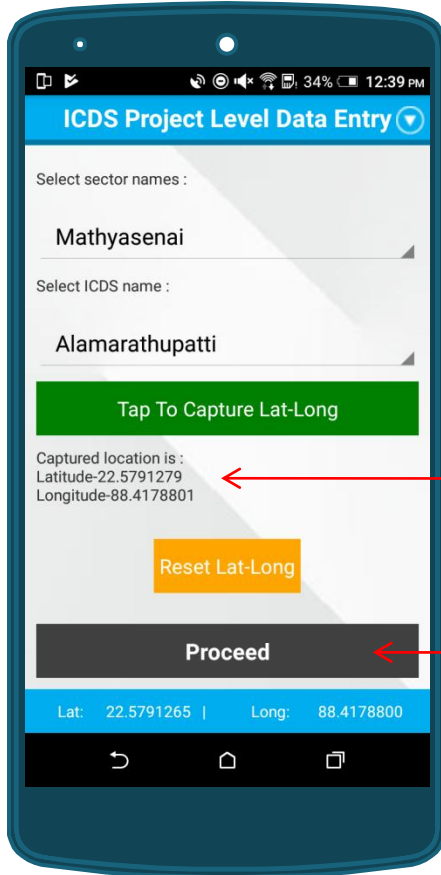 34% 12:39 PM
ICDS Project Level Data Entry
Select sector names :
Mathyasenai
Select ICDS name :
Alamarathupatti
Tap To Capture Lat-Long
Captured location is :
Latitude-22.5791279
Longitude-88.4178801
Reset Lat-Long
Proceed
Lat: 22.5791265 | Long: 88.4178800